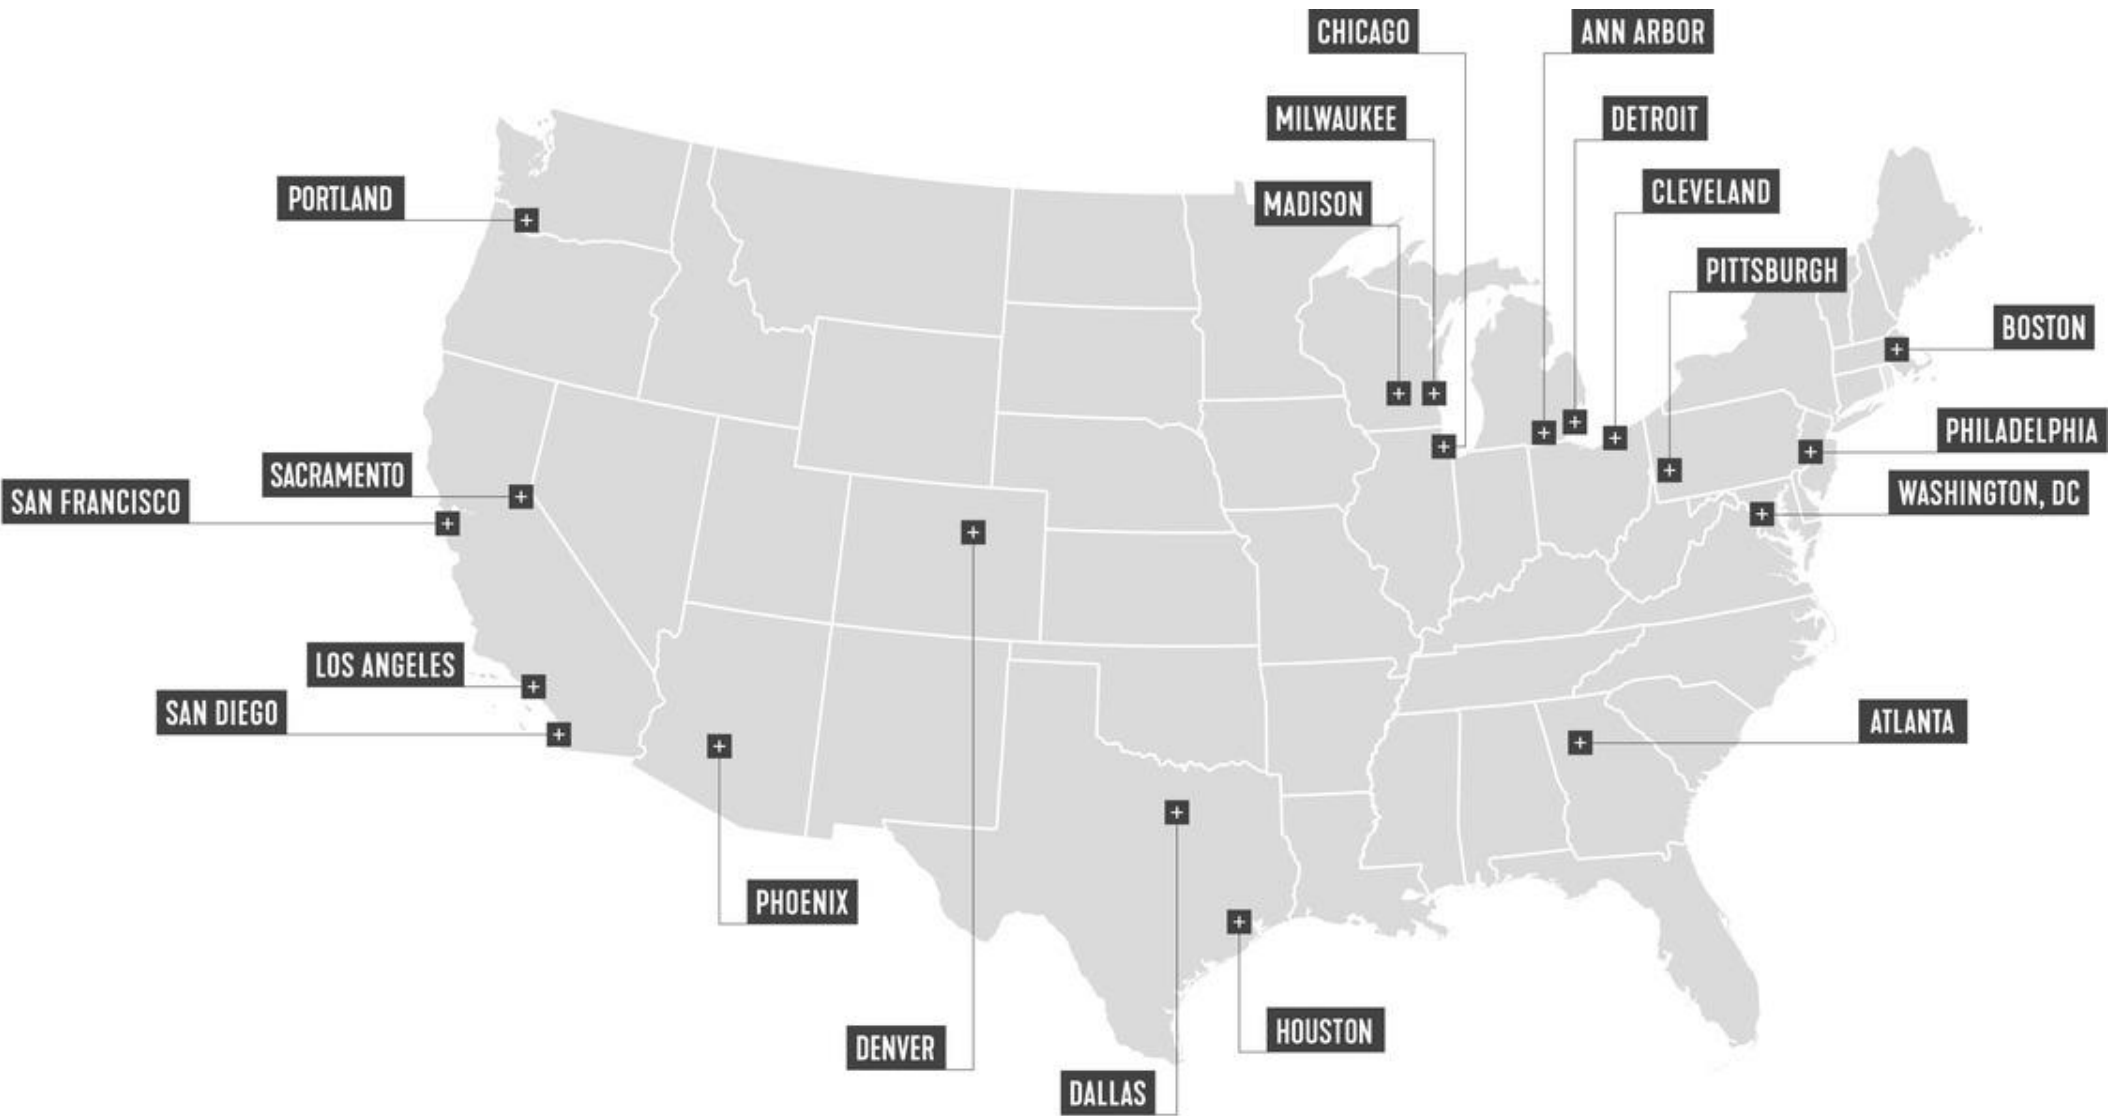 CHICAGO
ANN ARBOR
MILWAUKEE
DETROIT
PORTLAND
MADISON
CLEVELAND
PITTSBURGH
BOSTON
PHILADELPHIA
SACRAMENTO
SAN FRANCISCO
WASHINGTON, DC
LOS ANGELES
SAN DIEGO
ATLANTA
PHOENIX
HOUSTON
DENVER
DALLAS